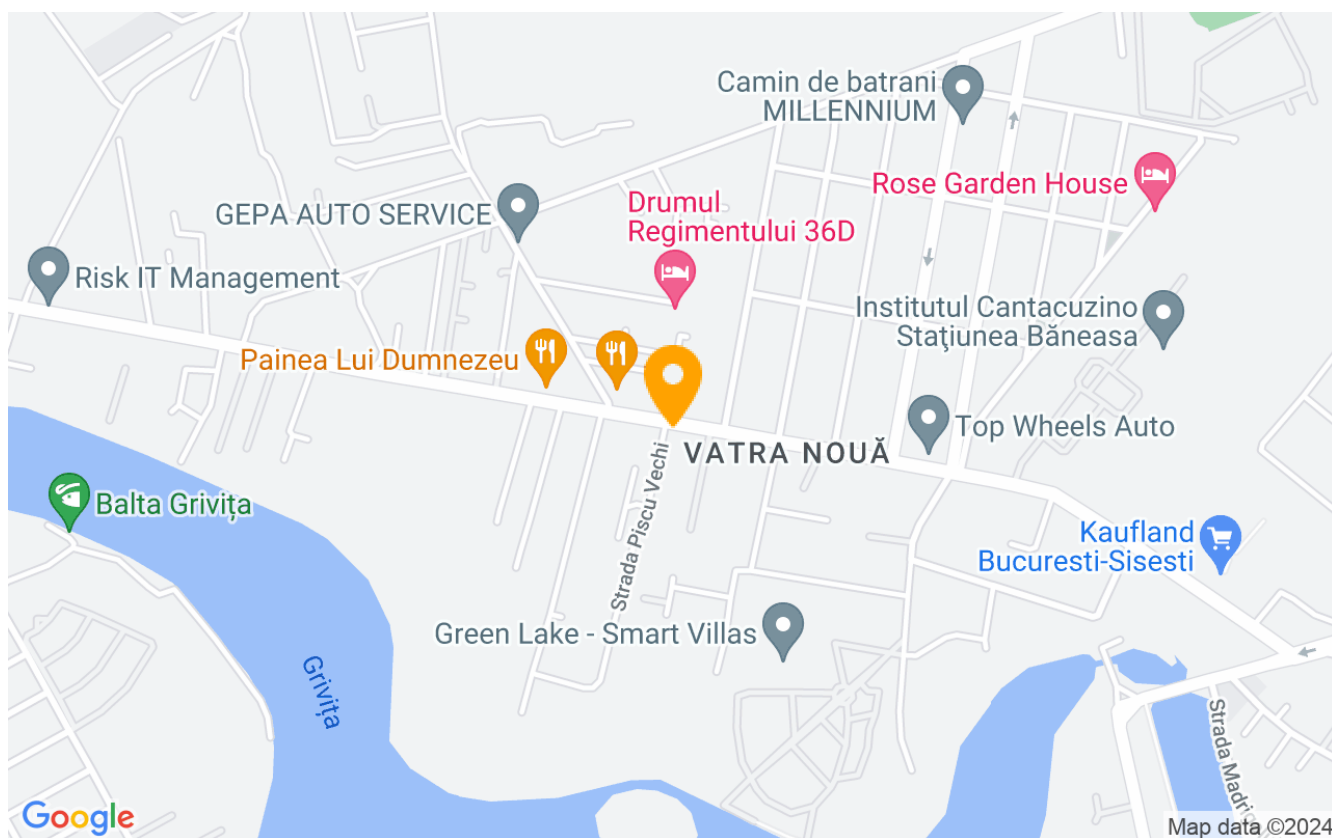 Camin de batrani
MILLENNIUM
Rose Garden House
Drumul
Regimentului 36D
GEPA AUTO SERVICE
Risk IT Management
Institutul Cantacuzino
Stațiunea Băneasa
Painea Lui Dumnezeu
Top Wheels Auto
VATRA NOUĂ
Strada Piscu Vechi
Balta Grivița
Kaufland
Bucuresti-Sisesti
Green Lake - Smart Villas
Grivița
Strada Madrig
Google
Map data ©2024